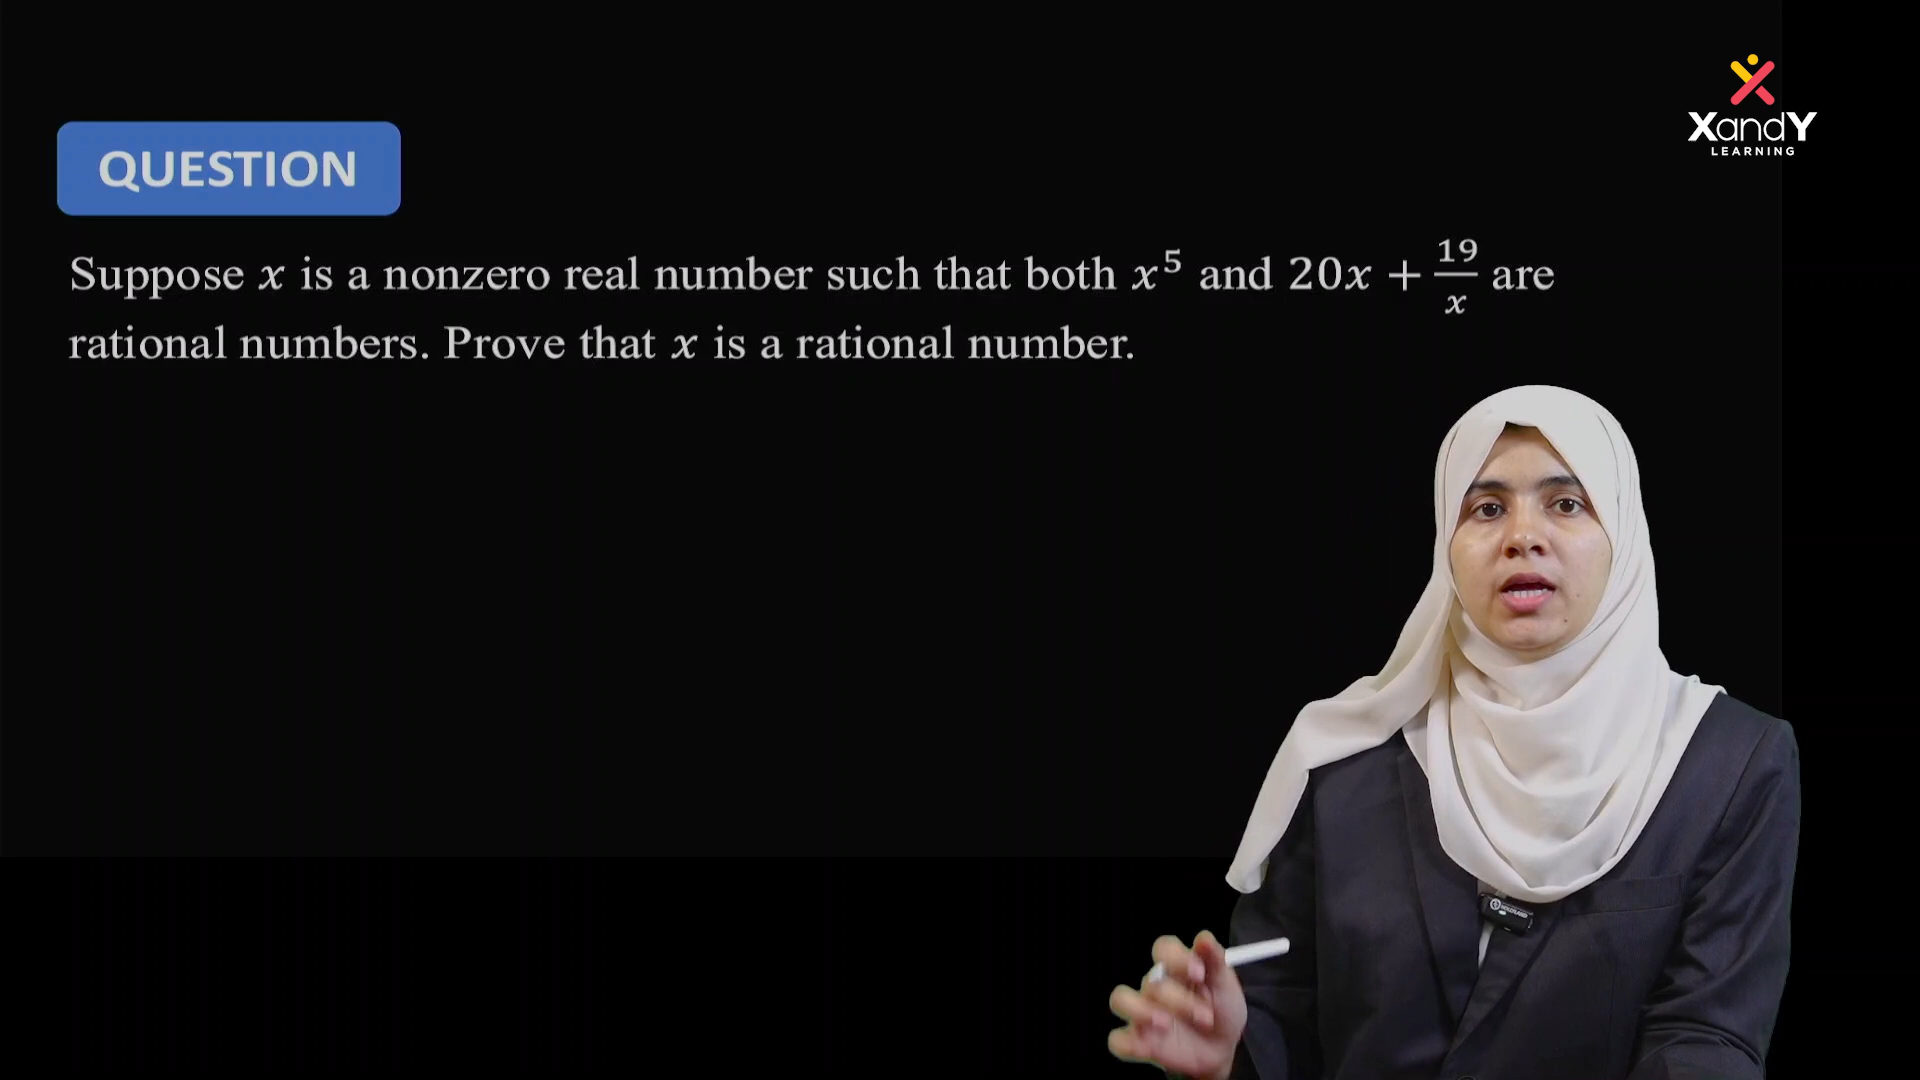 XandY
LEARNING
QUESTION
Suppose x is a nonzero real number such that both x⁵ and 20x + 19/x are
rational numbers. Prove that x is a rational number.